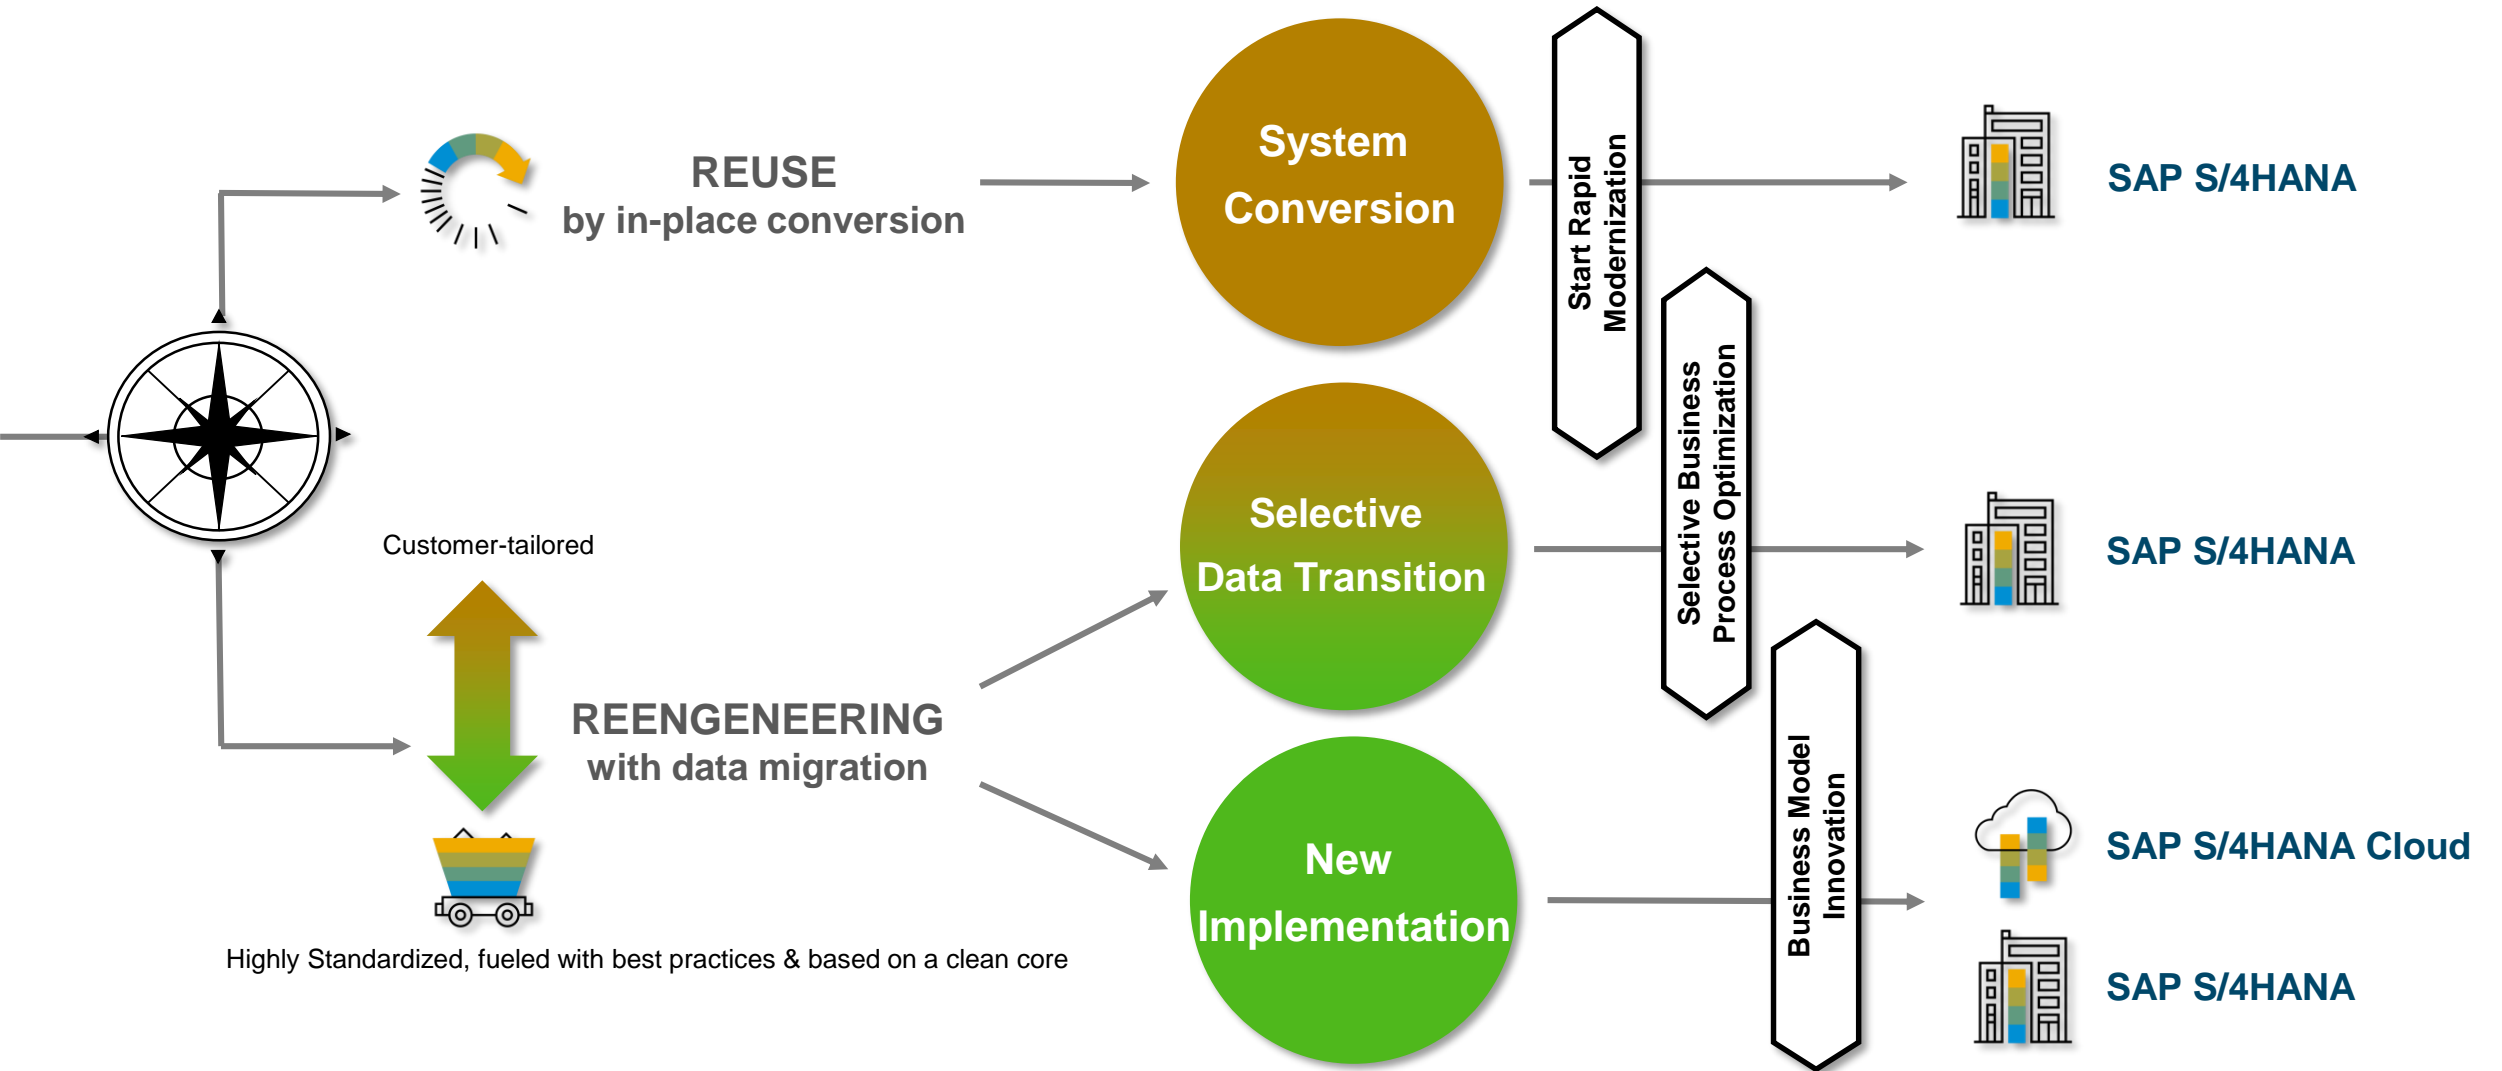 REUSE
by in-place conversion
System
Conversion
Start Rapid
Modernization
SAP S/4HANA
Customer-tailored
REENGENEERING
with data migration
Highly Standardized, fueled with best practices & based on a clean core
Selective
Data Transition
Selective Business
Process Optimization
SAP S/4HANA
New
Implementation
Business Model
Innovation
SAP S/4HANA Cloud
SAP S/4HANA